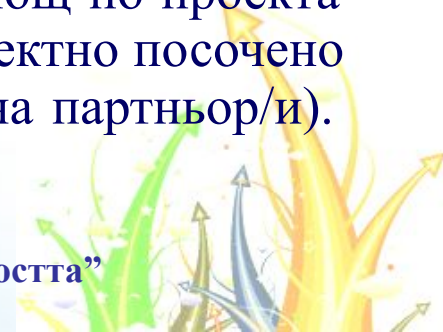 ощ по проекта
ектно посочено
на партньор/и).
остта”